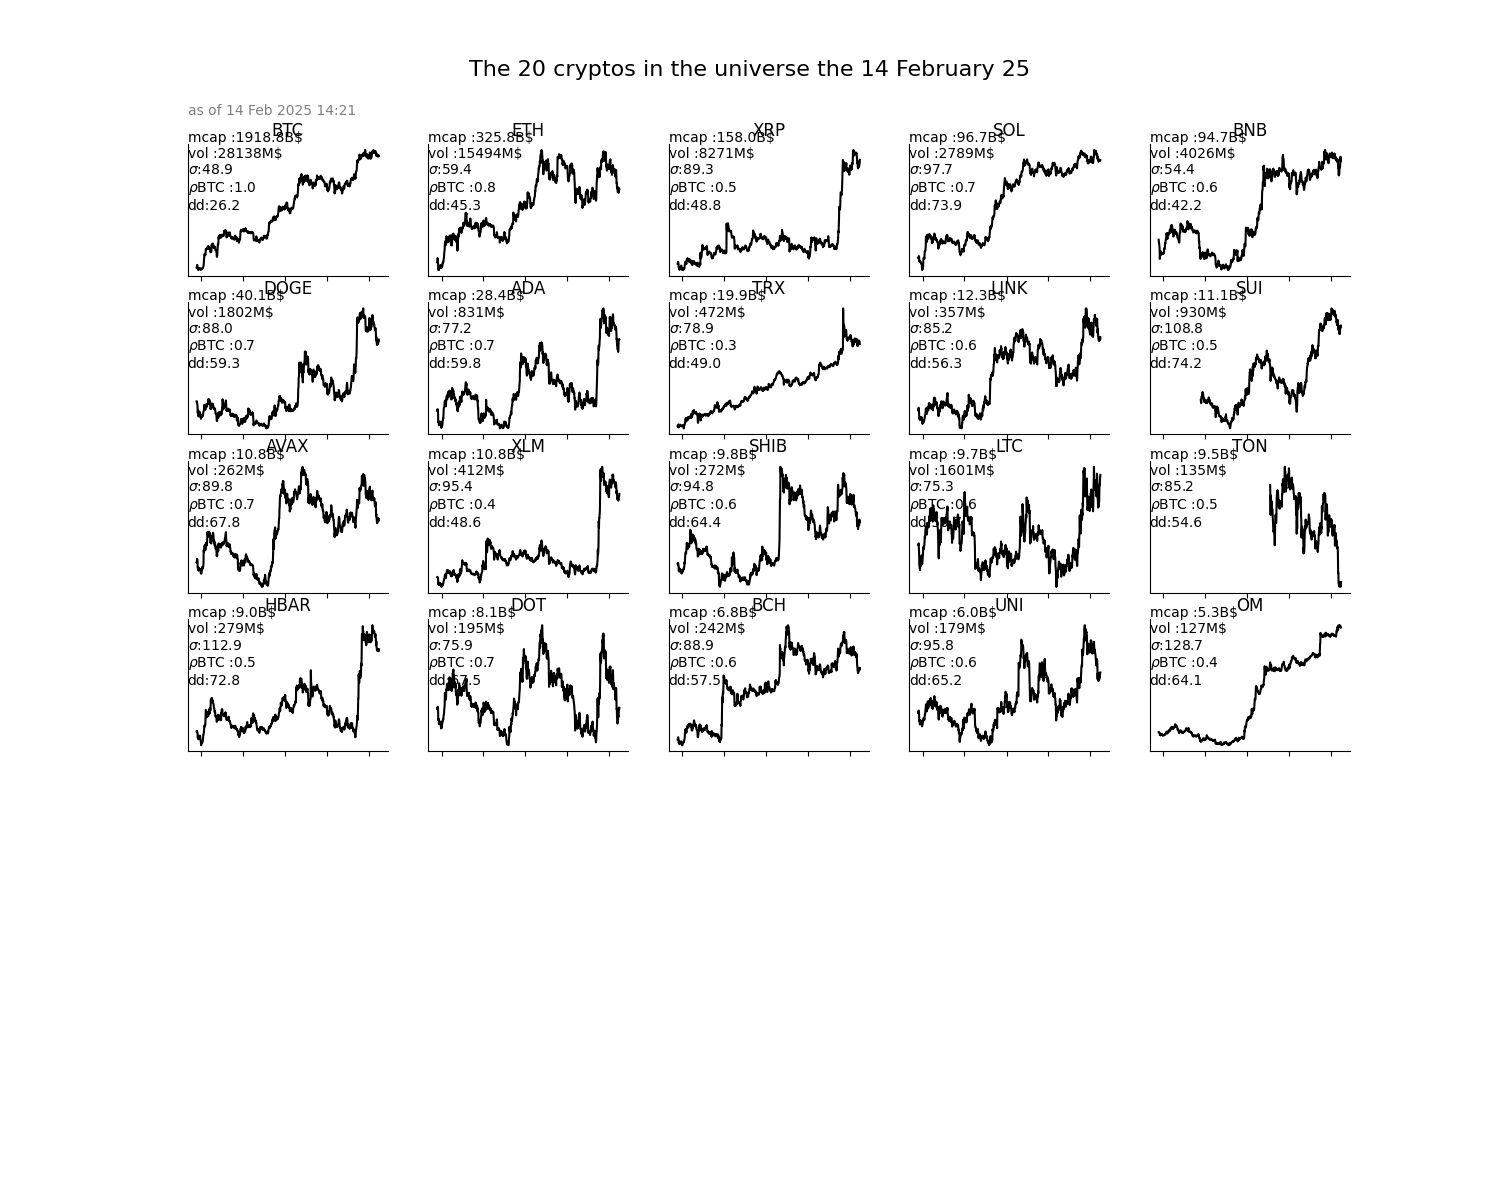 The 20 cryptos in the universe the 14 February 25
as of 14 Feb 2025 14:21
BTC
mcap :1918.8B$
vol :28138M$
σ:48.9
ρBTC :1.0
dd:26.2
ETH
mcap :325.8B$
vol :15494M$
σ:59.4
ρBTC :0.8
dd:45.3
XRP
mcap :158.0B$
vol :8271M$
σ:89.3
ρBTC :0.5
dd:48.8
SOL
mcap :96.7B$
vol :2789M$
σ:97.7
ρBTC :0.7
dd:73.9
BNB
mcap :94.7B$
vol :4026M$
σ:54.4
ρBTC :0.6
dd:42.2
DOGE
mcap :40.1B$
vol :1802M$
σ:88.0
ρBTC :0.7
dd:59.3
ADA
mcap :28.4B$
vol :831M$
σ:77.2
ρBTC :0.7
dd:59.8
TRX
mcap :19.9B$
vol :472M$
σ:78.9
ρBTC :0.3
dd:49.0
LINK
mcap :12.3B$
vol :357M$
σ:85.2
ρBTC :0.6
dd:56.3
SUI
mcap :11.1B$
vol :930M$
σ:108.8
ρBTC :0.5
dd:74.2
AVAX
mcap :10.8B$
vol :262M$
σ:89.8
ρBTC :0.7
dd:67.8
XLM
mcap :10.8B$
vol :412M$
σ:95.4
ρBTC :0.4
dd:48.6
SHIB
mcap :9.8B$
vol :272M$
σ:94.8
ρBTC :0.6
dd:64.4
LTC
mcap :9.7B$
vol :1601M$
σ:75.3
ρBTC :0.6
TON
mcap :9.5B$
vol :135M$
σ:85.2
ρBTC :0.5
dd:54.6
HBAR
mcap :9.0B$
vol :279M$
σ:112.9
ρBTC :0.5
dd:72.8
DOT
mcap :8.1B$
vol :195M$
σ:75.9
ρBTC :0.7
dd:57.5
BCH
mcap :6.8B$
vol :242M$
σ:88.9
ρBTC :0.6
dd:57.5
UNI
mcap :6.0B$
vol :179M$
σ:95.8
ρBTC :0.6
dd:65.2
OM
mcap :5.3B$
vol :127M$
σ:128.7
ρBTC :0.4
dd:64.1